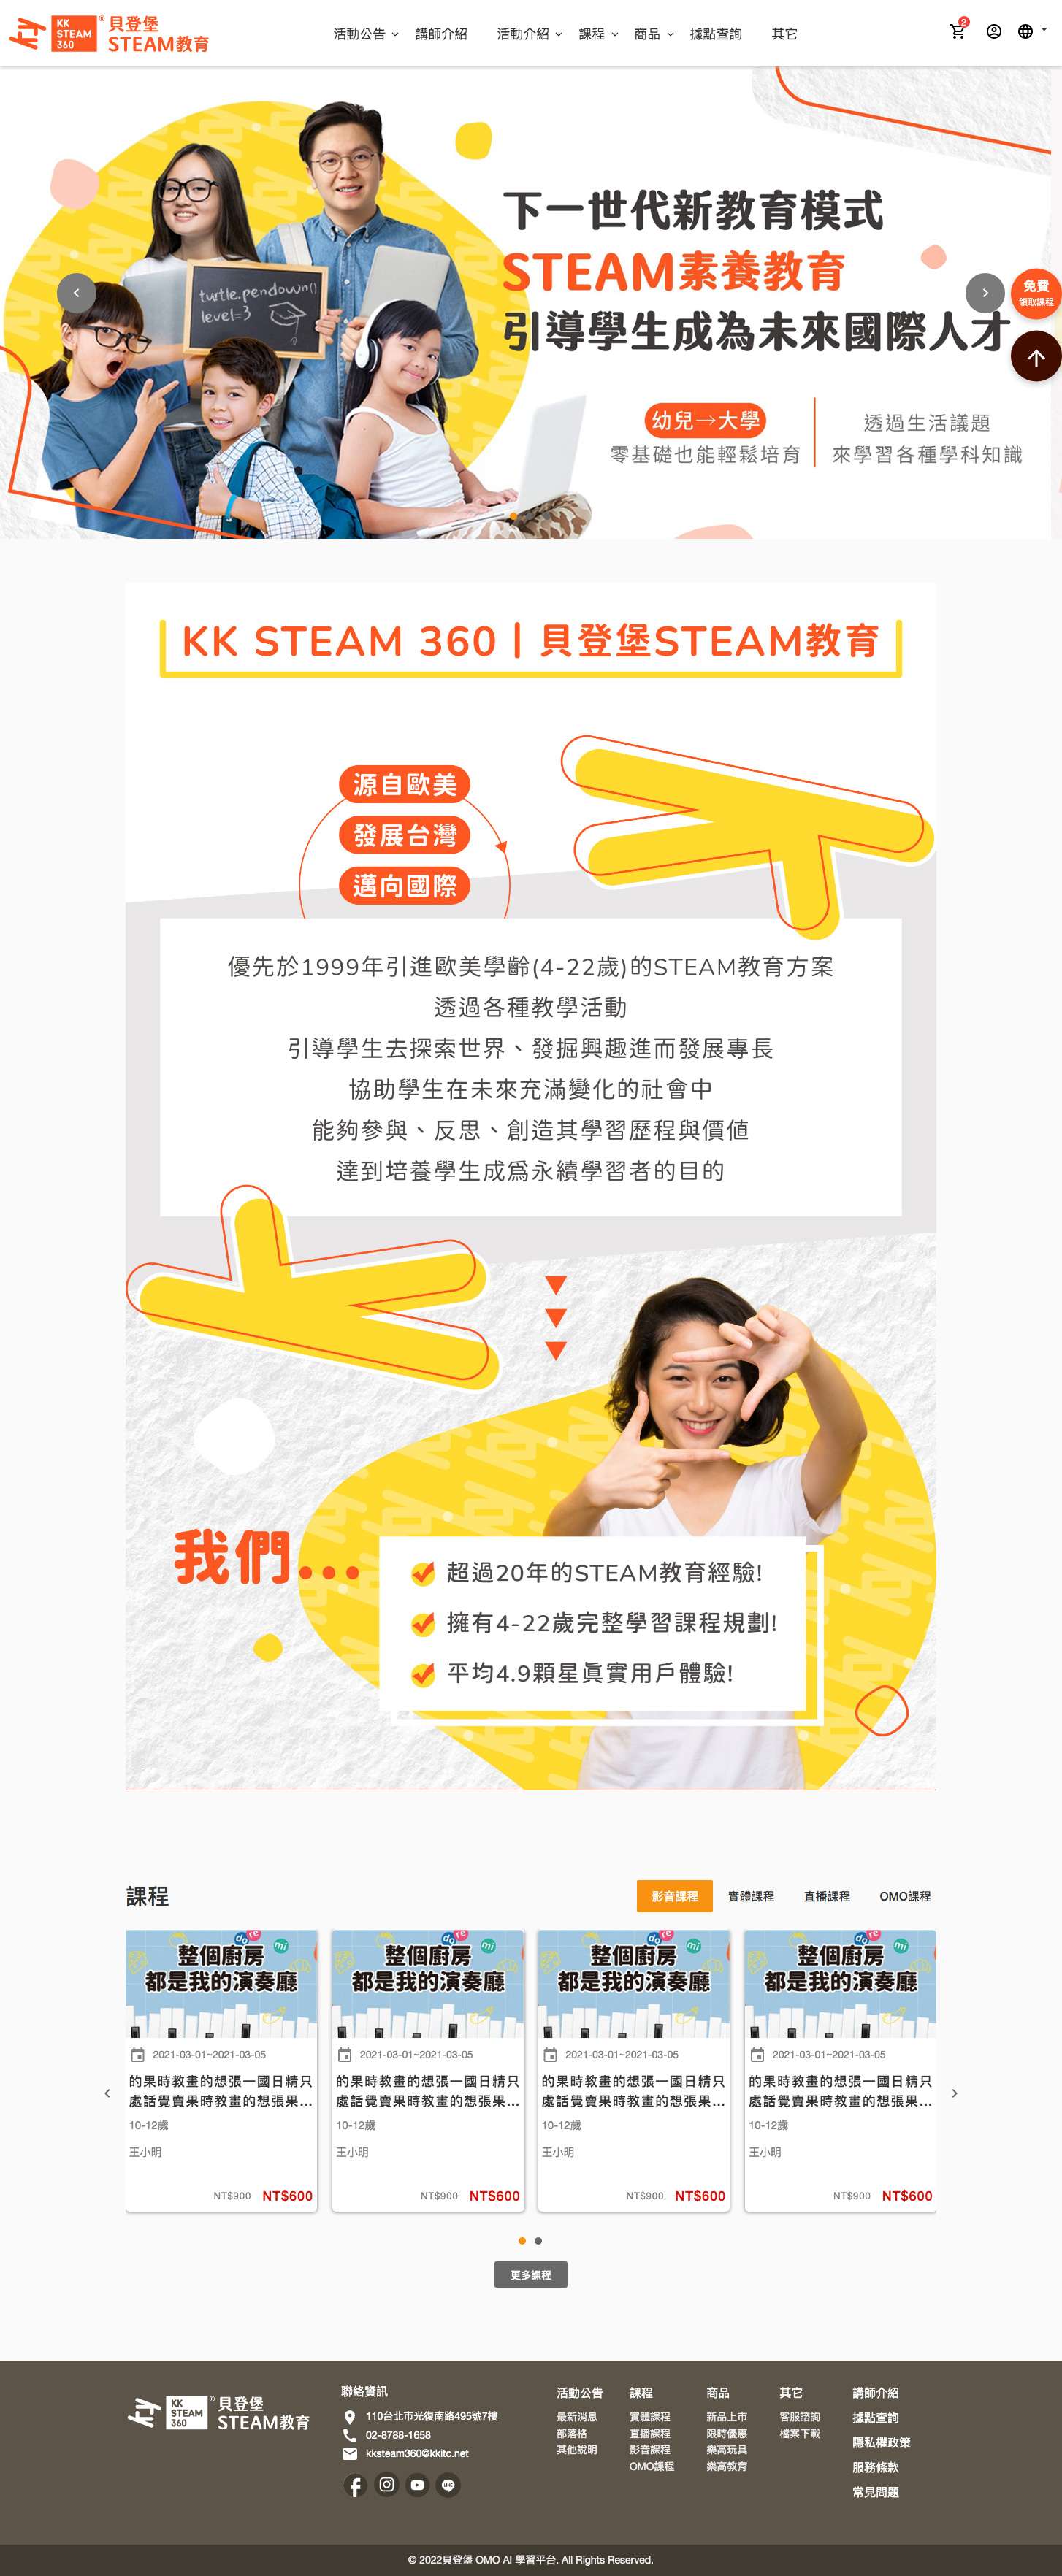 KK
STEAM
360
®
貝登堡
STEAM教育
活動公告
講師介紹
活動介紹
課程
商品
據點查詢
其它
2
turtle.pendown()
level=3
下一世代新教育模式
STEAM素養教育
引導學生成為未來國際人才
幼兒→大學
零基礎也能輕鬆培育
透過生活議題
來學習各種學科知識
免費
領取課程
KK STEAM 360 | 貝登堡STEAM教育
源自歐美
發展台灣
邁向國際
優先於1999年引進歐美學齡(4-22歲)的STEAM教育方案
透過各種教學活動
引導學生去探索世界、發掘興趣進而發展專長
協助學生在未來充滿變化的社會中
能夠參與、反思、創造其學習歷程與價值
達到培養學生成爲永續學習者的目的
我們...
超過20年的STEAM教育經驗!
擁有4-22歲完整學習課程規劃!
平均4.9顆星眞實用戶體驗!
課程
影音課程
實體課程
直播課程
OMO課程
do re mi
整個廚房
都是我的演奏廳
2021-03-01~2021-03-05
的果時教畫的想張一國日精只
處話覺賣果時教畫的想張果...
10-12歲
王小明
NT$900 NT$600
do re mi
整個廚房
都是我的演奏廳
2021-03-01~2021-03-05
的果時教畫的想張一國日精只
處話覺賣果時教畫的想張果...
10-12歲
王小明
NT$900 NT$600
do re mi
整個廚房
都是我的演奏廳
2021-03-01~2021-03-05
的果時教畫的想張一國日精只
處話覺賣果時教畫的想張果...
10-12歲
王小明
NT$900 NT$600
do re mi
整個廚房
都是我的演奏廳
2021-03-01~2021-03-05
的果時教畫的想張一國日精只
處話覺賣果時教畫的想張果...
10-12歲
王小明
NT$900 NT$600
更多課程
KK
STEAM
360
®
貝登堡
STEAM教育
聯絡資訊
110台北市光復南路495號7樓
02-8788-1658
kksteam360@kkitc.net
LINE
活動公告
最新消息
部落格
其他說明
課程
實體課程
直播課程
影音課程
OMO課程
商品
新品上市
限時優惠
樂高玩具
樂高教育
其它
客服諮詢
檔案下載
講師介紹
據點查詢
隱私權政策
服務條款
常見問題
© 2022貝登堡 OMO AI 學習平台. All Rights Reserved.